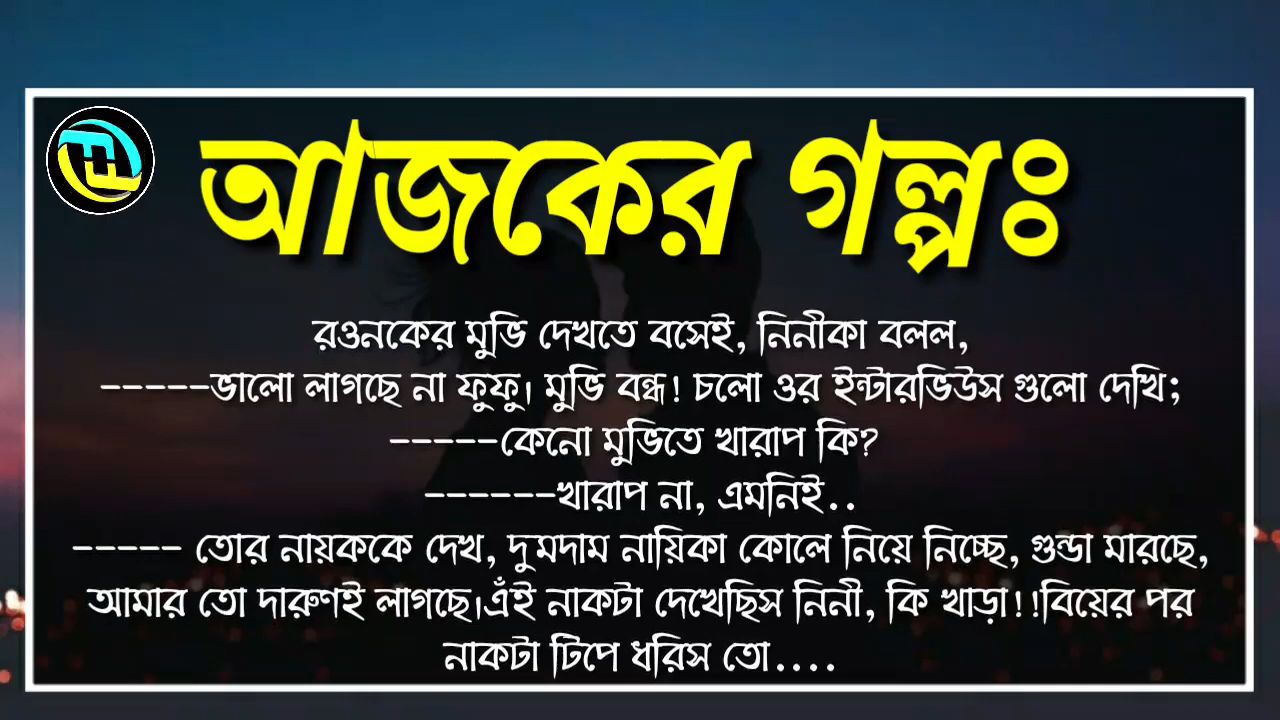 আজকের গল্পঃ
রওনকের মুভি দেখতে বসেই, নিনীকা বলল,
-----ভালো লাগছে না ফুফু। মুভি বন্ধ! চলো ওর ইন্টারভিউস গুলো দেখি;
-----কেনো মুভিতে খারাপ কি?
------খারাপ না, এমনিই..
----- তোর নায়ককে দেখ, দুমদাম নায়িকা কোলে নিয়ে নিচ্ছে, গুন্ডা মারছে,
আমার তো দারুণই লাগছে।এঁই নাকটা দেখেছিস নিনী, কি খাড়া!!বিয়ের পর
নাকটা টিপে ধরিস তো....